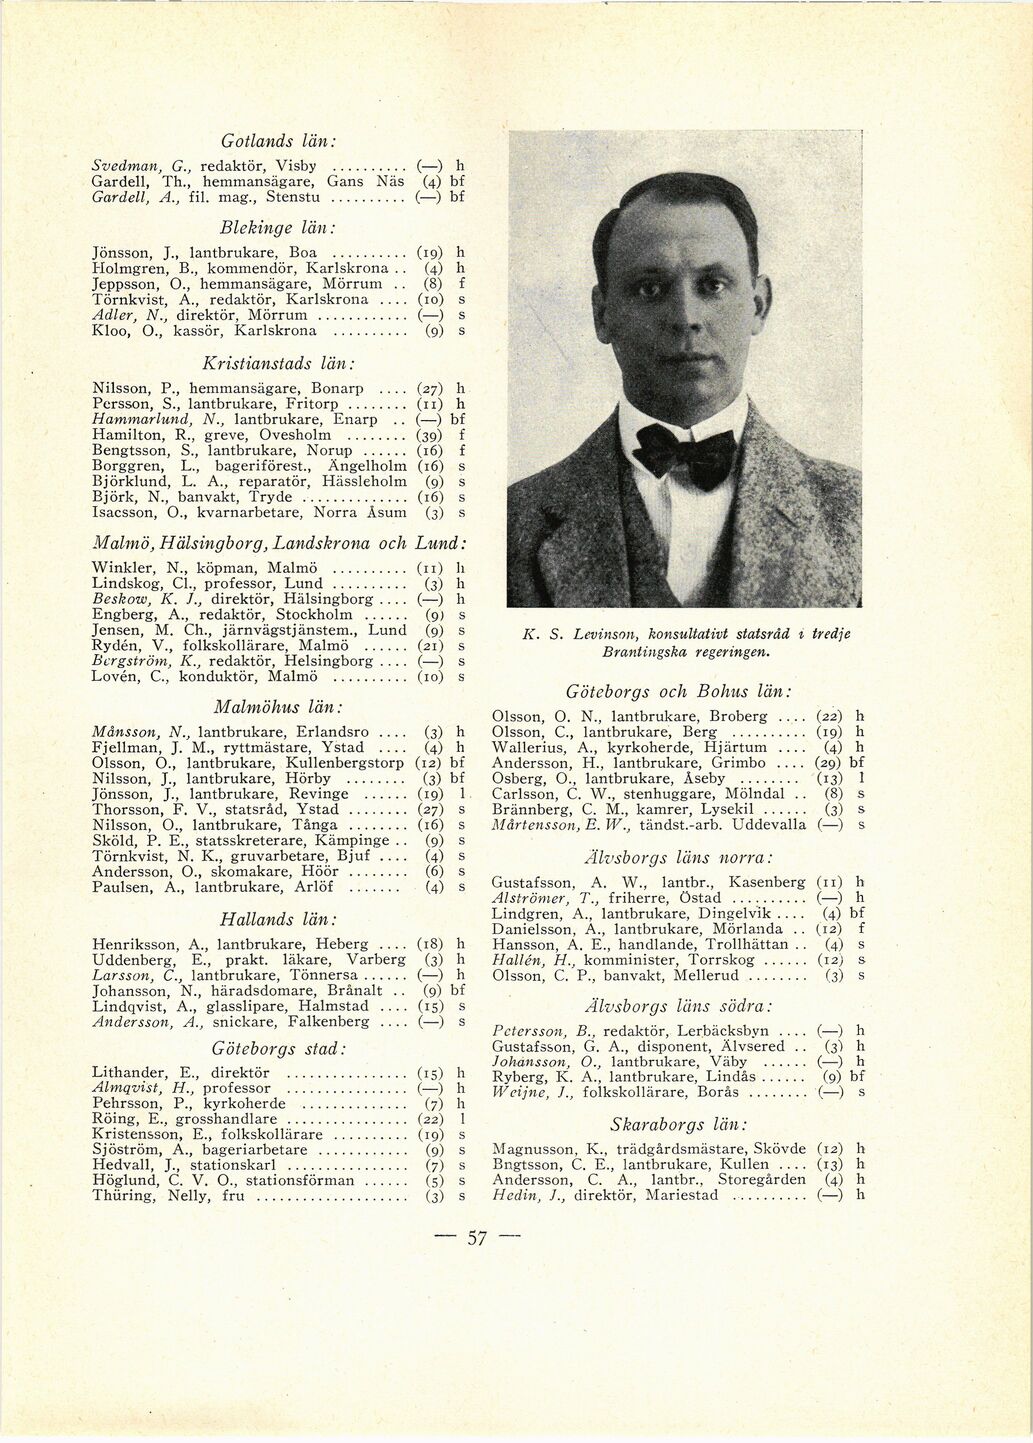 Gotlands län:
Svedman, G., redaktör, Visby .......... (—) h
Gardell, Th., hemmansägare, Gans Näs (4) bf
Gardell, A., fil. mag., Stenstu .......... (—) bf
Blekinge län:
Jönsson, J., lantbrukare, Boa .......... (19) h
Holmgren, B., kommendör, Karlskrona .. (4) h
Jeppsson, O., hemmansägare, Mörrum .. (8) f
Törnkvist, A., redaktör, Karlskrona .... (10) s
Adler, N., direktör, Mörrum ............ (—) s
Kloo, O., kassör, Karlskrona .......... (9) s
Kristianstads län:
Nilsson, P., hemmansägare, Bonarp .... (27) h
Persson, S., lantbrukare, Fritorp ........ (11) h
Hammarlund, N., lantbrukare, Enarp .. (—) bf
Hamilton, R., greve, Ovesholm ........ (39) f
Bengtsson, S., lantbrukare, Norup ...... (16) f
Borggren, L., bageriförest., Ängelholm (16) s
Björklund, L. A., reparatör, Hässleholm (9) s
Björk, N., banvakt, Tryde .............. (16) s
Isacsson, O., kvarnarbetare, Norra Åsum (3) s
Malmö, Hälsingborg, Landskrona och Lund:
Winkler, N., köpman, Malmö .......... (11) h
Lindskog, Cl., professor, Lund .......... (3) h
Beskow, K. J., direktör, Hälsingborg .... (—) h
Engberg, A., redaktör, Stockholm ...... (9) s
Jensen, M. Ch., järnvägstjänstem., Lund (9) s
Rydén, V., folkskollärare, Malmö ...... (21) s
Bergström, K., redaktör, Helsingborg .... (—) s
Lovén, C., konduktör, Malmö .......... (10) s
Malmöhus län:
Månsson, N., lantbrukare, Erlandsro .... (3) h
Fjellman, J. M., ryttmästare, Ystad .... (4) h
Olsson, O., lantbrukare, Kullenbergstorp (12) bf
Nilsson, J., lantbrukare, Hörby ........ (3) bf
Jönsson, J., lantbrukare, Revinge ...... (19) l
Thorsson, F. V., statsråd, Ystad ........ (27) s
Nilsson, O., lantbrukare, Tånga ........ (16) s
Sköld, P. E., statsskreterare, Kämpinge .. (9) s
Törnkvist, N. K., gruvarbetare, Bjuf .... (4) s
Andersson, O., skomakare, Höör ........ (6) s
Paulsen, A., lantbrukare, Arlöf ....... (4) s
Hallands län:
Henriksson, A., lantbrukare, Heberg .... (18) h
Uddenberg, E., prakt. läkare, Varberg (3) h
Larsson, C., lantbrukare, Tönnersa ...... (—) h
Johansson, N., häradsdomare, Brånalt .. (9) bf
Lindqvist, A., glasslipare, Halmstad .... (15) s
Andersson, A., snickare, Falkenberg .... (—) s
Göteborgs stad:
Lithander, E., direktör ................ (15) h
Almqvist, H., professor ................ (—) h
Pehrsson, P., kyrkoherde .............. (7) h
Röing, E., grosshandlare ................ (22) l
Kristensson, E., folkskollärare .......... (19) s
Sjöström, A., bageriarbetare ............ (9) s
Hedvall, J., stationskarl ................ (7) s
Höglund, C. V. O., stationsförman ...... (5) s
Thüring, Nelly, fru .................... (3) s
K. S. Levinson, konsultativt statsråd i tredje
Brantingska regeringen.
Göteborgs och Bohus län:
Olsson, O. N., lantbrukare, Broberg .... (22) h
Olsson, C., lantbrukare, Berg .......... (19) h
Wallerius, A., kyrkoherde, Hjärtum .... (4) h
Andersson, H., lantbrukare, Grimbo .... (29) bf
Osberg, O., lantbrukare, Åseby ........ (13) l
Carlsson, C. W., stenhuggare, Mölndal .. (8) s
Brännberg, C. M., kamrer, Lysekil ...... (3) s
Mårtensson, E. W., tändst.-arb. Uddevalla (—) s
Älvsborgs läns norra:
Gustafsson, A. W., lantbr., Kasenberg (11) h
Alströmer, T., friherre, Östad .......... (—) h
Lindgren, A., lantbrukare, Dingelvik .... (4) bf
Danielsson, A., lantbrukare, Mörlanda .. (12) f
Hansson, A. E., handlande, Trollhättan .. (4) s
Hallén, H., komminister, Torrskog ...... (12) s
Olsson, C. P., banvakt, Mellerud ........ (3) s
Älvsborgs läns södra:
Petersson, B., redaktör, Lerbäcksbyn .... (—) h
Gustafsson, G. A., disponent, Älvsered .. (3) h
Johansson, O., lantbrukare, Väby ...... (—) h
Ryberg, K. A., lantbrukare, Lindås ...... (9) bf
Weijne, J., folkskollärare, Borås ........ (—) s
Skaraborgs län:
Magnusson, K., trädgårdsmästare, Skövde (12) h
Bngtsson, C. E., lantbrukare, Kullen .... (13) h
Andersson, C. A., lantbr., Storegården (4) h
Hedin, J., direktör, Mariestad .......... (—) h
— 57 —